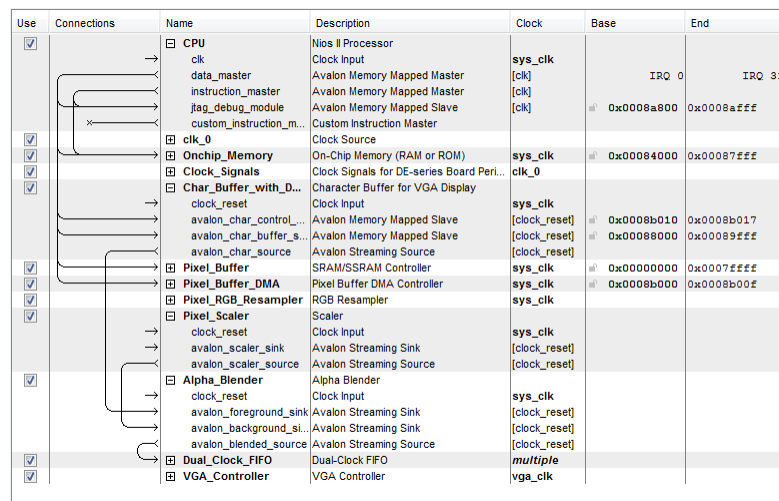 Use Connections Name Description Clock Base End
CPU Nios II Processor
clk Clock Input sys_clk
data_master Avalon Memory Mapped Master [clk] IRQ 0 IRQ 3
instruction_master Avalon Memory Mapped Master [clk]
jtag_debug_module Avalon Memory Mapped Slave [clk] 0x0008a800 0x0008afff
custom_instruction_m... Custom Instruction Master
clk_0 Clock Source
Onchip_Memory On-Chip Memory (RAM or ROM) sys_clk 0x00084000 0x00087fff
Clock_Signals Clock Signals for DE-series Board Peri... clk_0
Char_Buffer_with_D... Character Buffer for VGA Display
clock_reset Clock Input sys_clk
avalon_char_control_... Avalon Memory Mapped Slave [clock_reset] 0x0008b010 0x0008b017
avalon_char_buffer_s... Avalon Memory Mapped Slave [clock_reset] 0x00088000 0x00089fff
avalon_char_source Avalon Streaming Source [clock_reset]
Pixel_Buffer SRAM/SSRAM Controller sys_clk 0x00000000 0x0007ffff
Pixel_Buffer_DMA Pixel Buffer DMA Controller sys_clk 0x0008b000 0x0008b00f
Pixel_RGB_Resampler RGB Resampler sys_clk
Pixel_Scaler Scaler
clock_reset Clock Input sys_clk
avalon_scaler_sink Avalon Streaming Sink [clock_reset]
avalon_scaler_source Avalon Streaming Source [clock_reset]
Alpha_Blender Alpha Blender
clock_reset Clock Input sys_clk
avalon_foreground_sink Avalon Streaming Sink [clock_reset]
avalon_background_si... Avalon Streaming Sink [clock_reset]
avalon_blended_source Avalon Streaming Source [clock_reset]
Dual_Clock_FIFO Dual-Clock FIFO multiple
VGA_Controller VGA Controller vga_clk